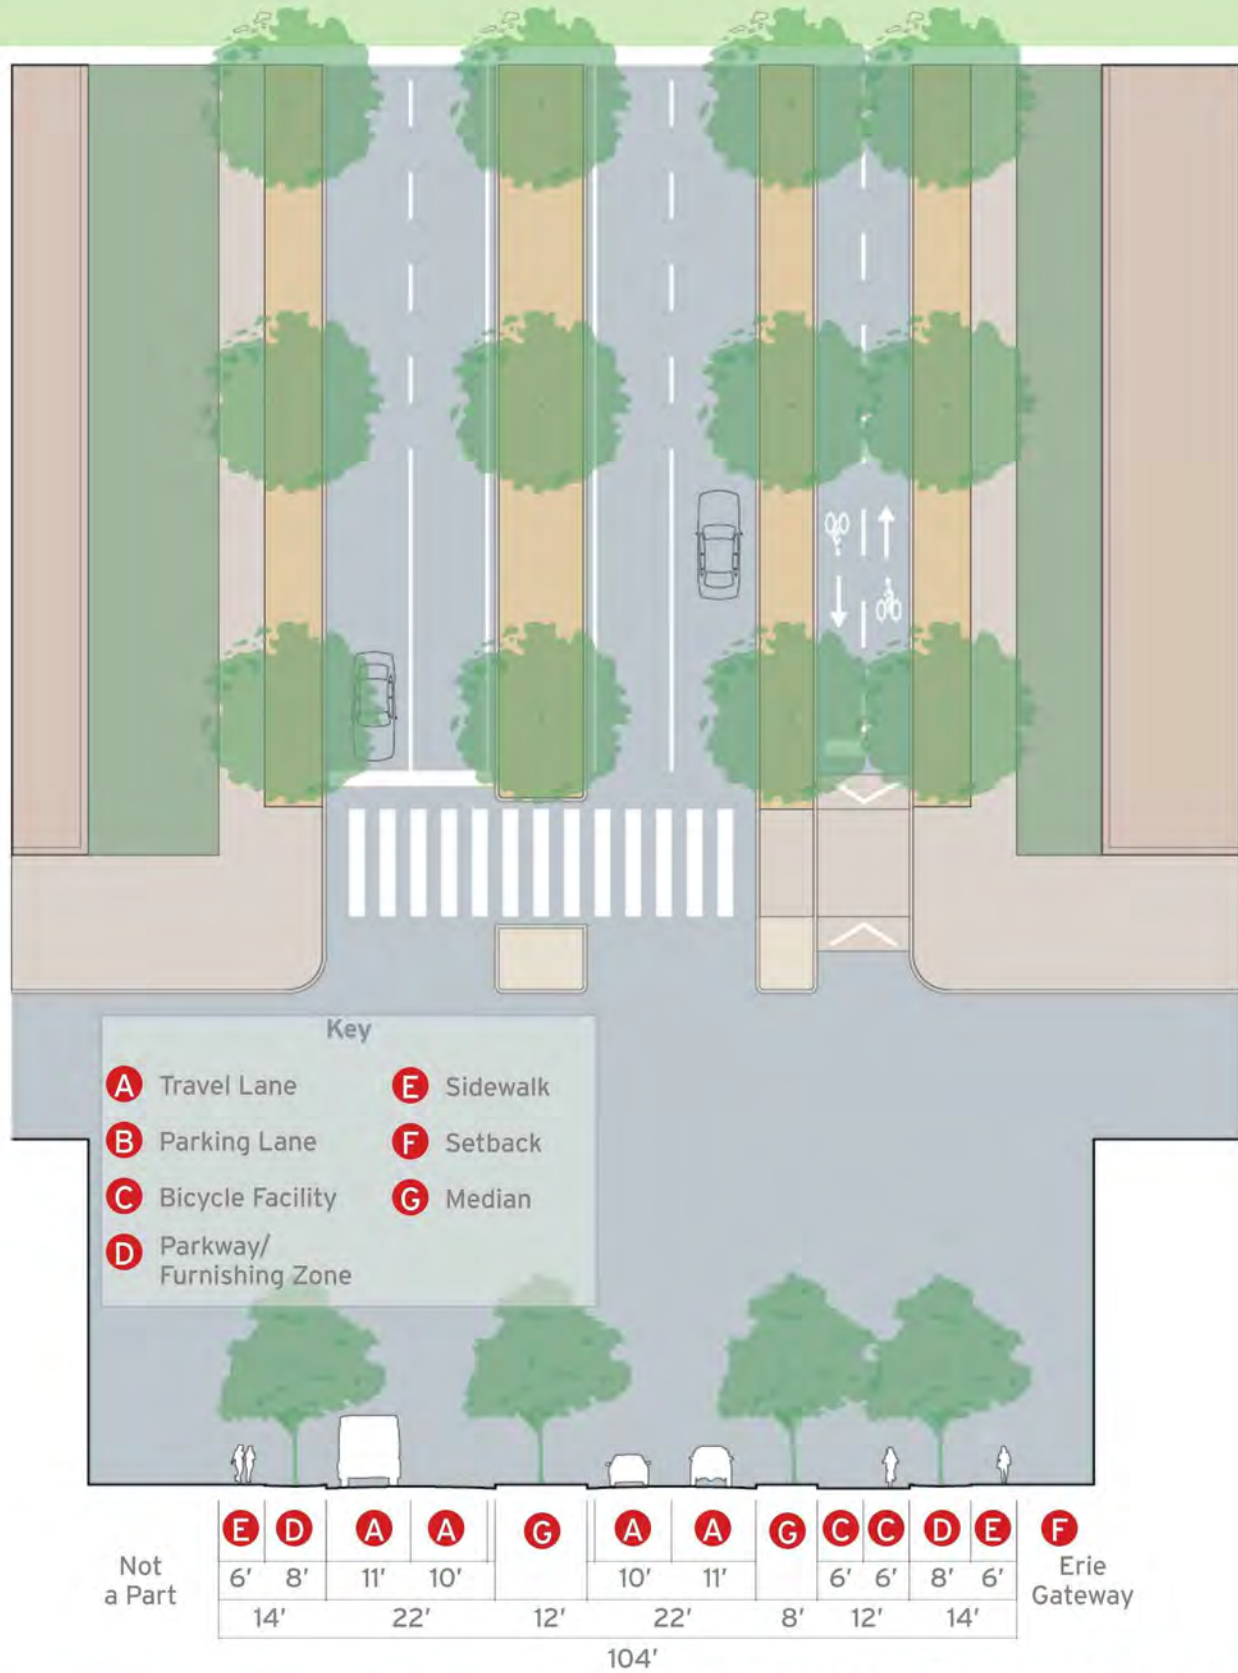 Key
A Travel Lane
B Parking Lane
C Bicycle Facility
D Parkway/
Furnishing Zone
E Sidewalk
F Setback
G Median
E D A A G A A G C C D E F
Not
a Part
6' 8' 11' 10' 10' 11' 6' 6' 8' 6'
Erie
Gateway
14' 22' 12' 22' 8' 12' 14'
104'